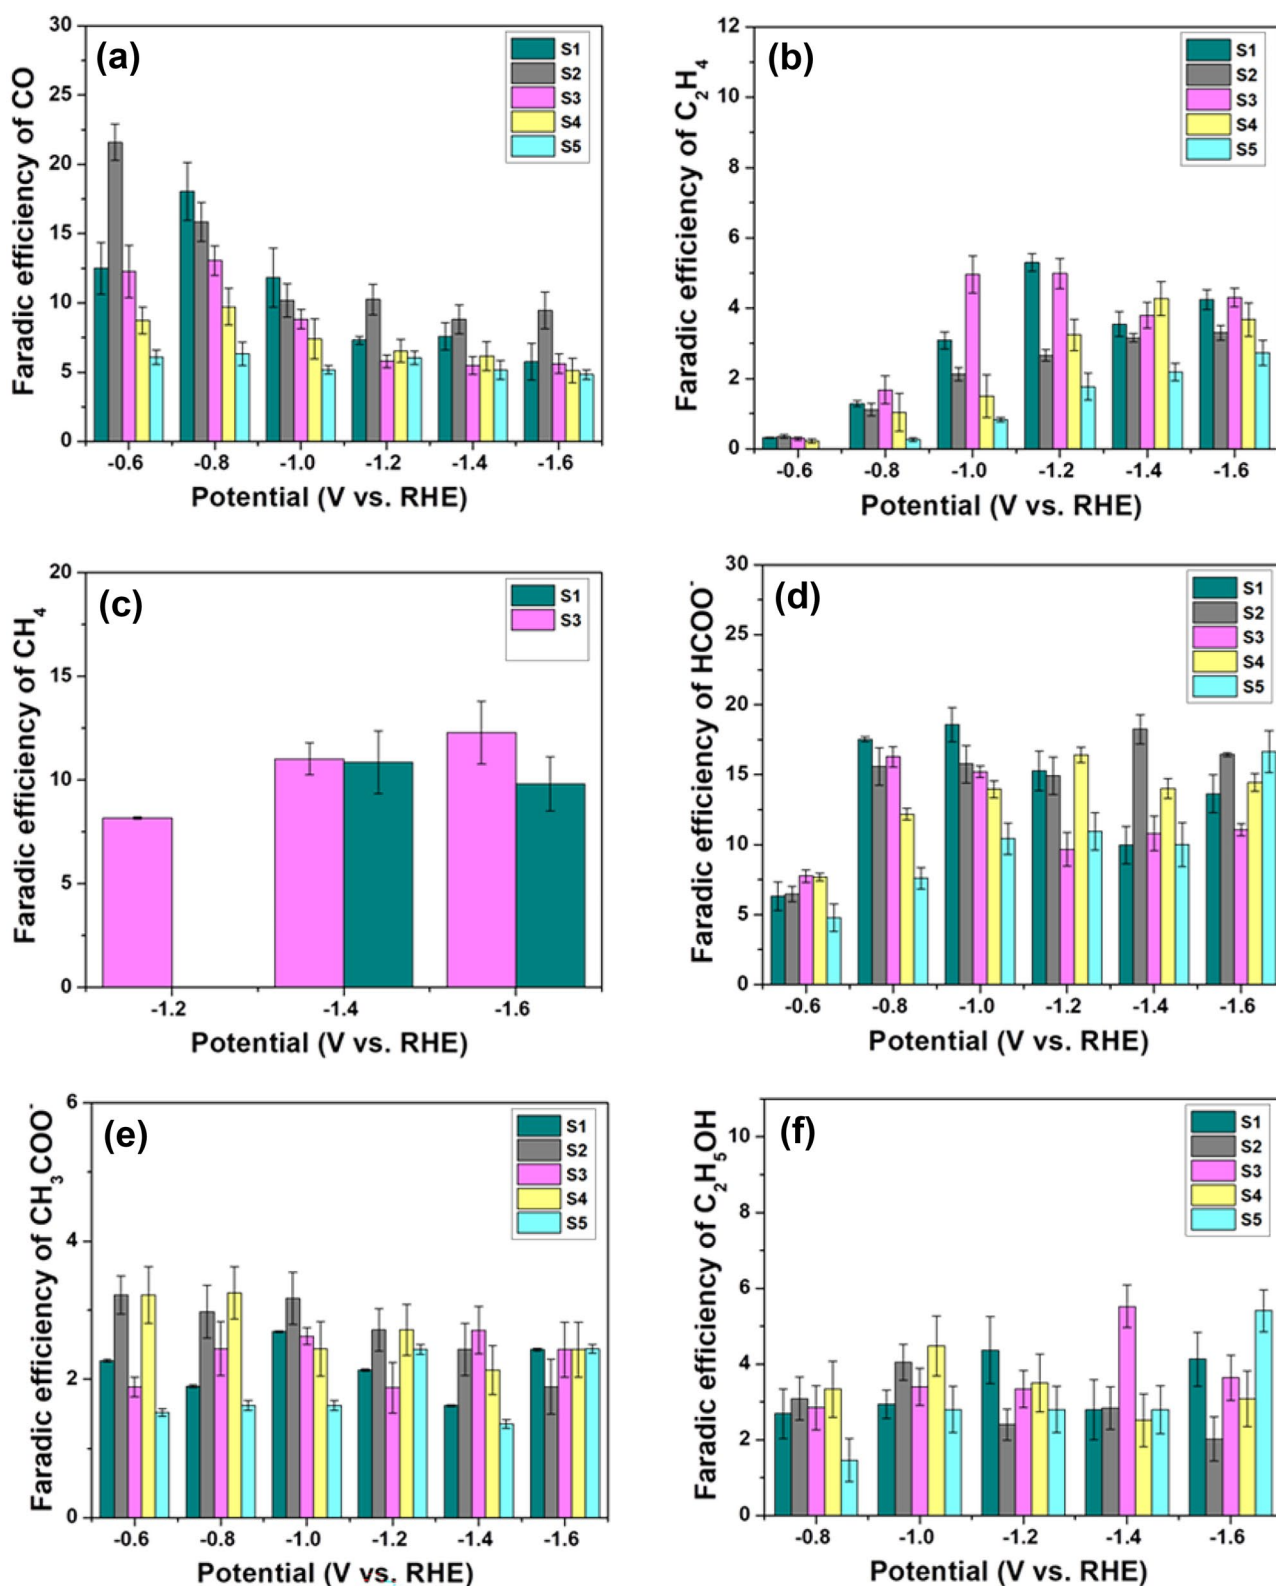 (a)
S1
S2
S3
S4
S5
Faradic efficiency of CO
30
25
20
15
10
5
0
-0.6 -0.8 -1.0 -1.2 -1.4 -1.6
Potential (V vs. RHE)
(b)
S1
S2
S3
S4
S5
Faradic efficiency of C2H4
12
10
8
6
4
2
0
-0.6 -0.8 -1.0 -1.2 -1.4 -1.6
Potential (V vs. RHE)
(c)
S1
S3
Faradic efficiency of CH4
20
15
10
5
0
-1.2 -1.4 -1.6
Potential (V vs. RHE)
(d)
S1
S2
S3
S4
S5
Faradic efficiency of HCOO-
30
25
20
15
10
5
0
-0.6 -0.8 -1.0 -1.2 -1.4 -1.6
Potential (V vs. RHE)
(e)
S1
S2
S3
S4
S5
Faradic efficiency of CH3COO-
6
4
2
0
-0.6 -0.8 -1.0 -1.2 -1.4 -1.6
Potential (V vs. RHE)
(f)
S1
S2
S3
S4
S5
Faradic efficiency of C2H5OH
10
8
6
4
2
0
-0.8 -1.0 -1.2 -1.4 -1.6
Potential (V vs. RHE)